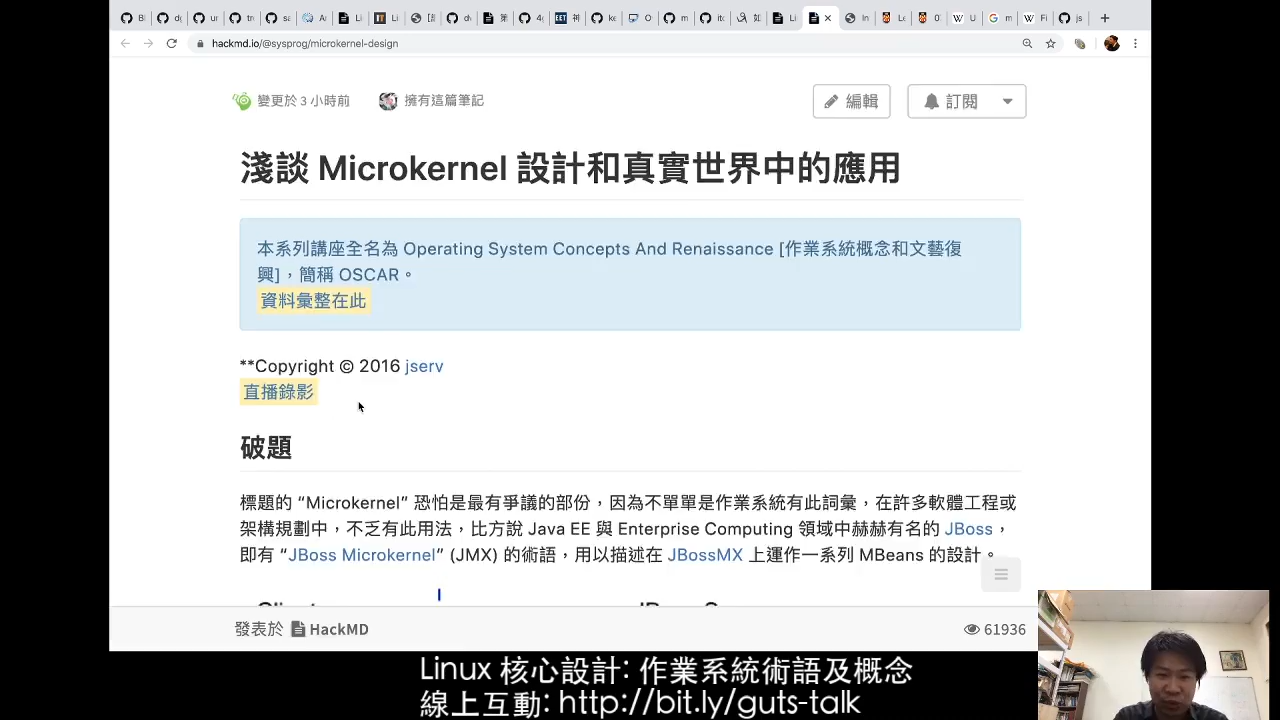 hackmd.io/@sysprog/microkernel-design
變更於 3 小時前 擁有這篇筆記
編輯 訂閱
淺談 Microkernel 設計和真實世界中的應用
本系列講座全名為 Operating System Concepts And Renaissance [作業系統概念和文藝復
興]，簡稱 OSCAR。
資料彙整在此
**Copyright © 2016 jserv
直播錄影
破題
標題的 “Microkernel” 恐怕是最有爭議的部份，因為不單單是作業系統有此詞彙，在許多軟體工程或
架構規劃中，不乏有此用法，比方說 Java EE 與 Enterprise Computing 領域中赫赫有名的 JBoss，
即有 “JBoss Microkernel” (JMX) 的術語，用以描述在 JBossMX 上運作一系列 MBeans 的設計。
發表於 HackMD
61936
Linux 核心設計: 作業系統術語及概念
線上互動: http://bit.ly/guts-talk